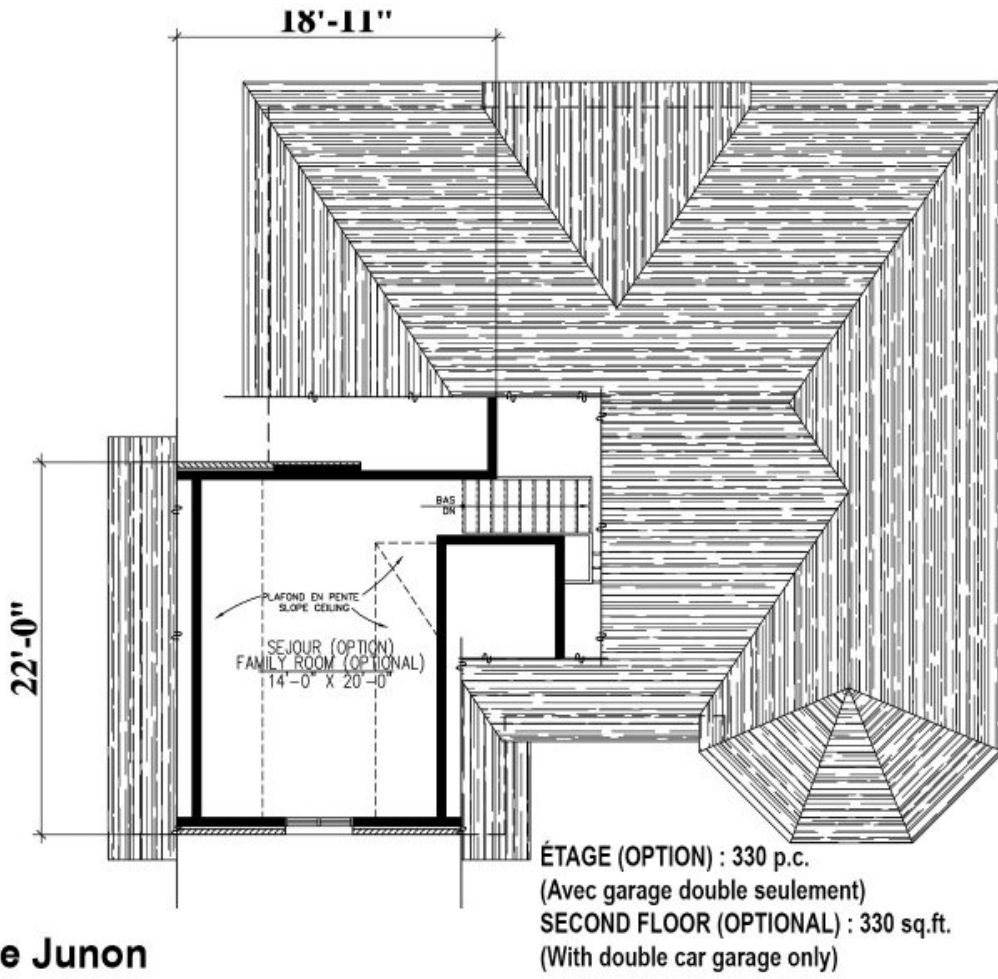 18'-11"
BAS
DN
PLAFOND EN PENTE
SLOPE CEILING
SEJOUR (OPTION)
FAMILY ROOM (OPTIONAL)
14'-0" X 20'-0"
22'-0"
ÉTAGE (OPTION) : 330 p.c.
(Avec garage double seulement)
SECOND FLOOR (OPTIONAL) : 330 sq.ft.
(With double car garage only)
e Junon